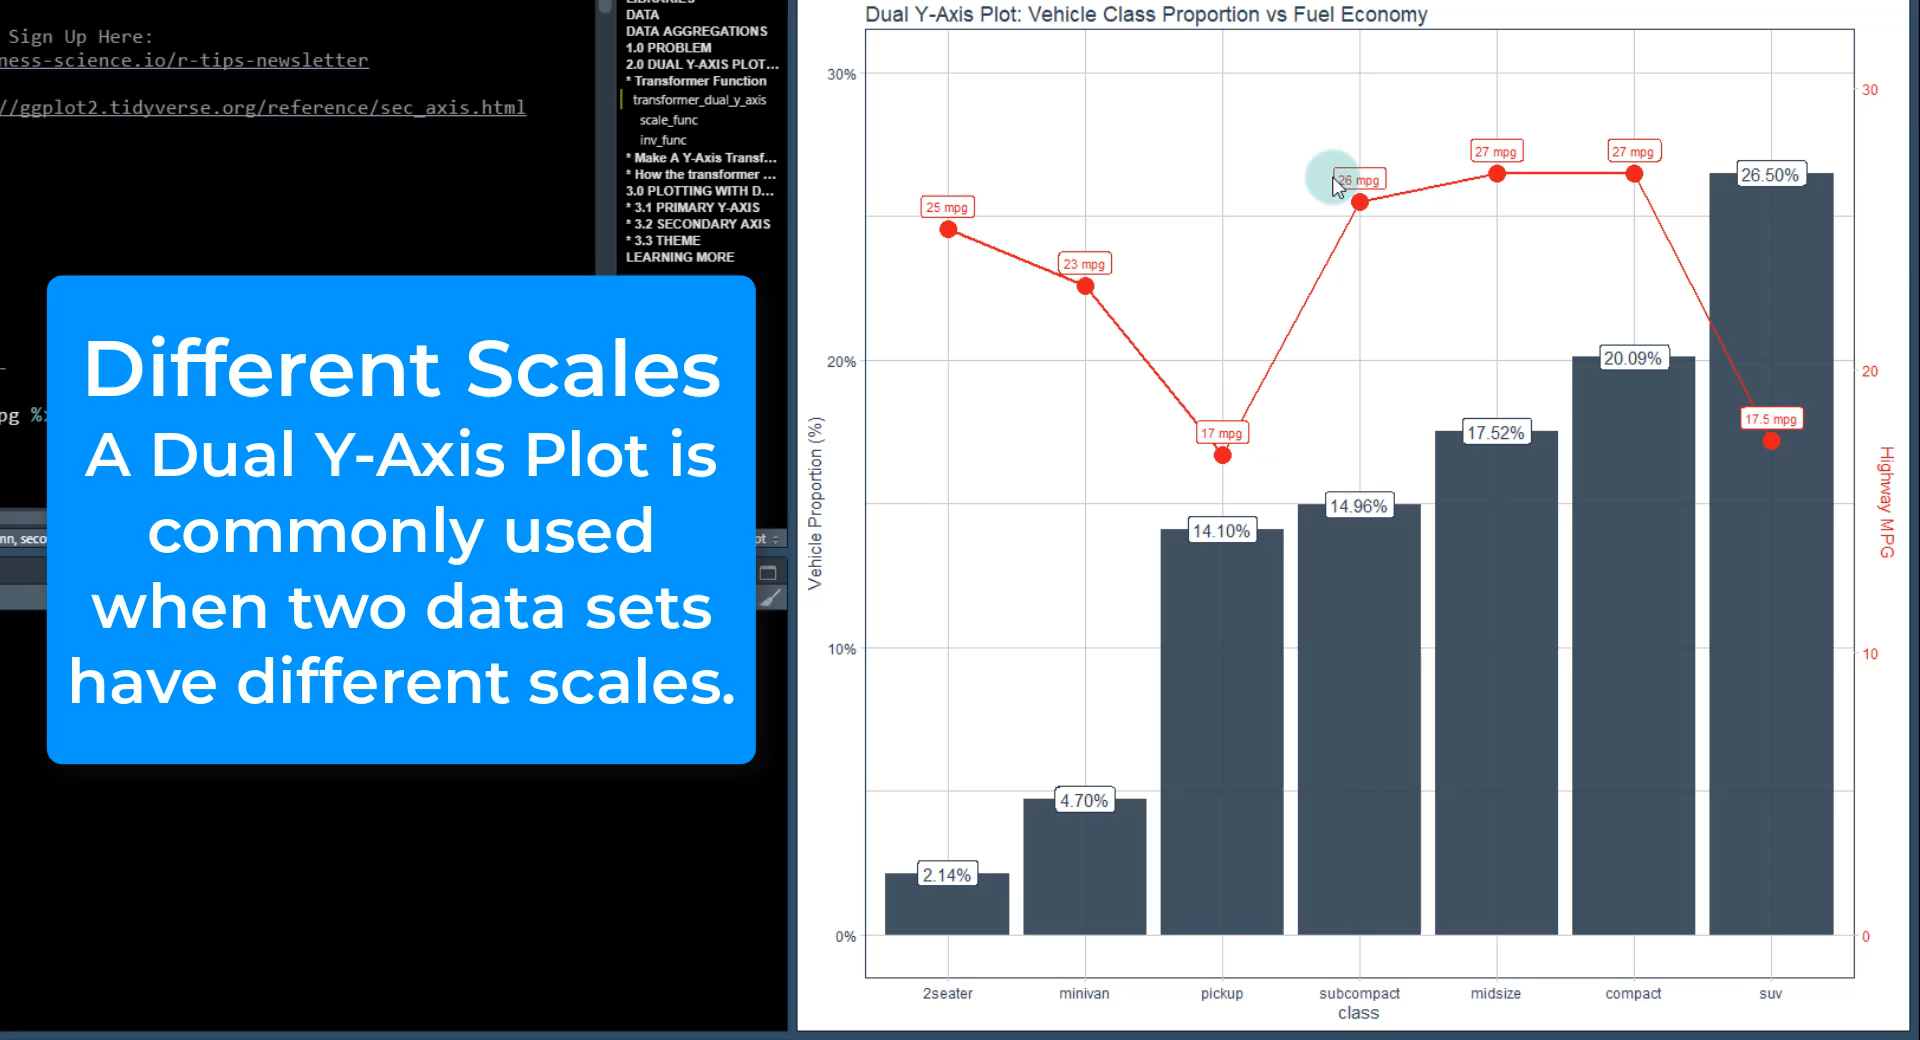 Sign Up Here:
ness-science.io/r-tips-newsletter
//ggplot2.tidyverse.org/reference/sec_axis.html
pg %>
mn, seco
LIBRARIES
DATA
DATA AGGREGATIONS
1.0 PROBLEM
2.0 DUAL Y-AXIS PLOT...
* Transformer Function
transformer_dual_y_axis
scale_func
inv_func
* Make A Y-Axis Transf...
* How the transformer ...
3.0 PLOTTING WITH D...
* 3.1 PRIMARY Y-AXIS
* 3.2 SECONDARY AXIS
* 3.3 THEME
LEARNING MORE
Different Scales
A Dual Y-Axis Plot is
commonly used
when two data sets
have different scales.
Dual Y-Axis Plot: Vehicle Class Proportion vs Fuel Economy
Vehicle Proportion (%)
30%
20%
10%
0%
25 mpg
23 mpg
17 mpg
26 mpg
27 mpg
27 mpg
17.5 mpg
2.14%
4.70%
14.10%
14.96%
17.52%
20.09%
26.50%
30
20
10
0
Highway MPG
2seater
minivan
pickup
subcompact
midsize
compact
suv
class